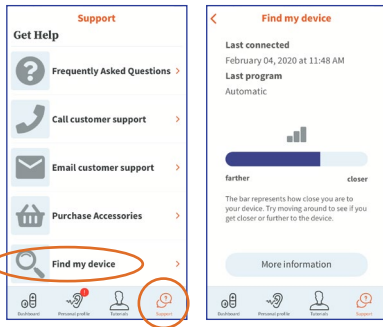 Support
Get Help
Frequently Asked Questions
Call customer support
Email customer support
Purchase Accessories
Find my device
Dashboard Personal profile Tutorials Support
Find my device
Last connected
February 04, 2020 at 11:48 AM
Last program
Automatic
farther closer
The bar represents how close you are to
your device. Try moving around to see if you
get closer or further to the device.
More information
Dashboard Personal profile Tutorials Support